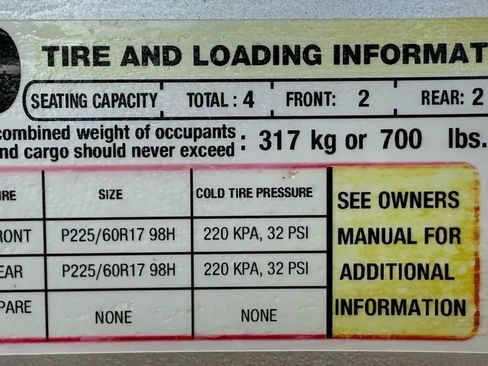 TIRE AND LOADING INFORMAT
SEATING CAPACITY TOTAL : 4 FRONT: 2 REAR: 2
combined weight of occupants
nd cargo should never exceed : 317 kg or 700 lbs.
IRE SIZE COLD TIRE PRESSURE
RONT P225/60R17 98H 220 KPA, 32 PSI
EAR P225/60R17 98H 220 KPA, 32 PSI
PARE NONE NONE
SEE OWNERS
MANUAL FOR
ADDITIONAL
INFORMATION